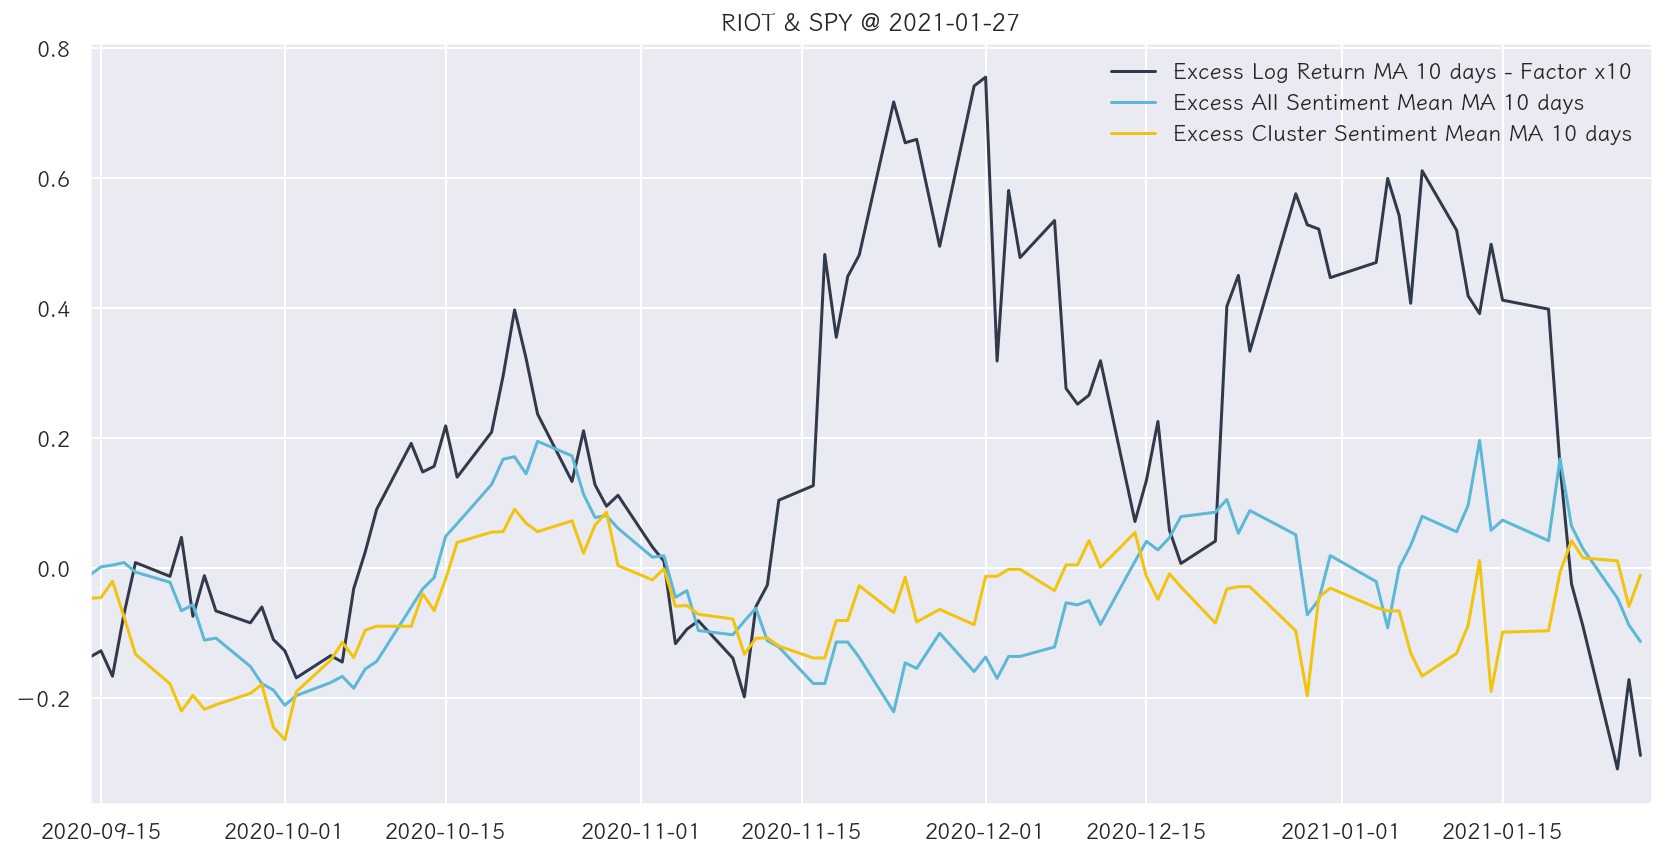 RIOT & SPY @ 2021-01-27
Excess Log Return MA 10 days - Factor x10
Excess All Sentiment Mean MA 10 days
Excess Cluster Sentiment Mean MA 10 days
0.8
0.6
0.4
0.2
0.0
−0.2
2020-09-15 2020-10-01 2020-10-15 2020-11-01 2020-11-15 2020-12-01 2020-12-15 2021-01-01 2021-01-15